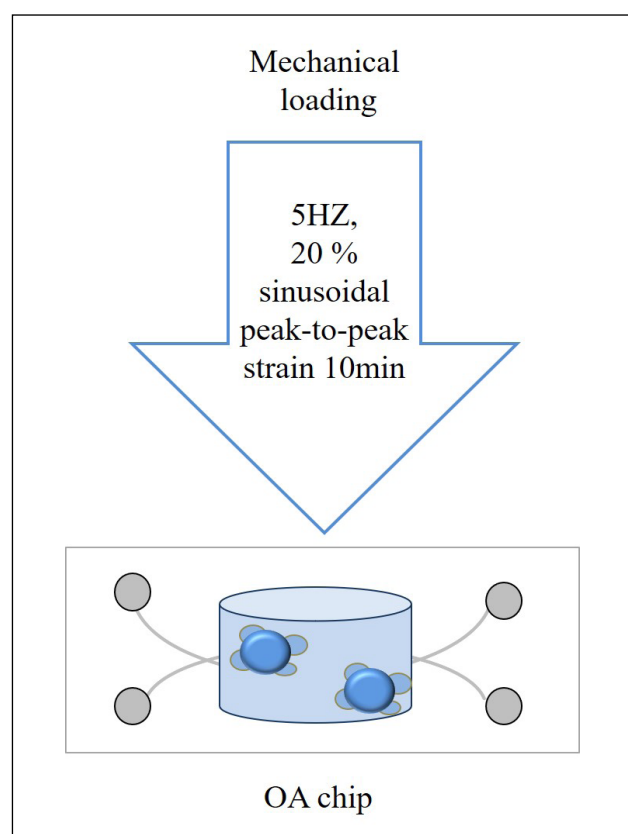 Mechanical
loading
5HZ,
20 %
sinusoidal
peak-to-peak
strain 10min
OA chip